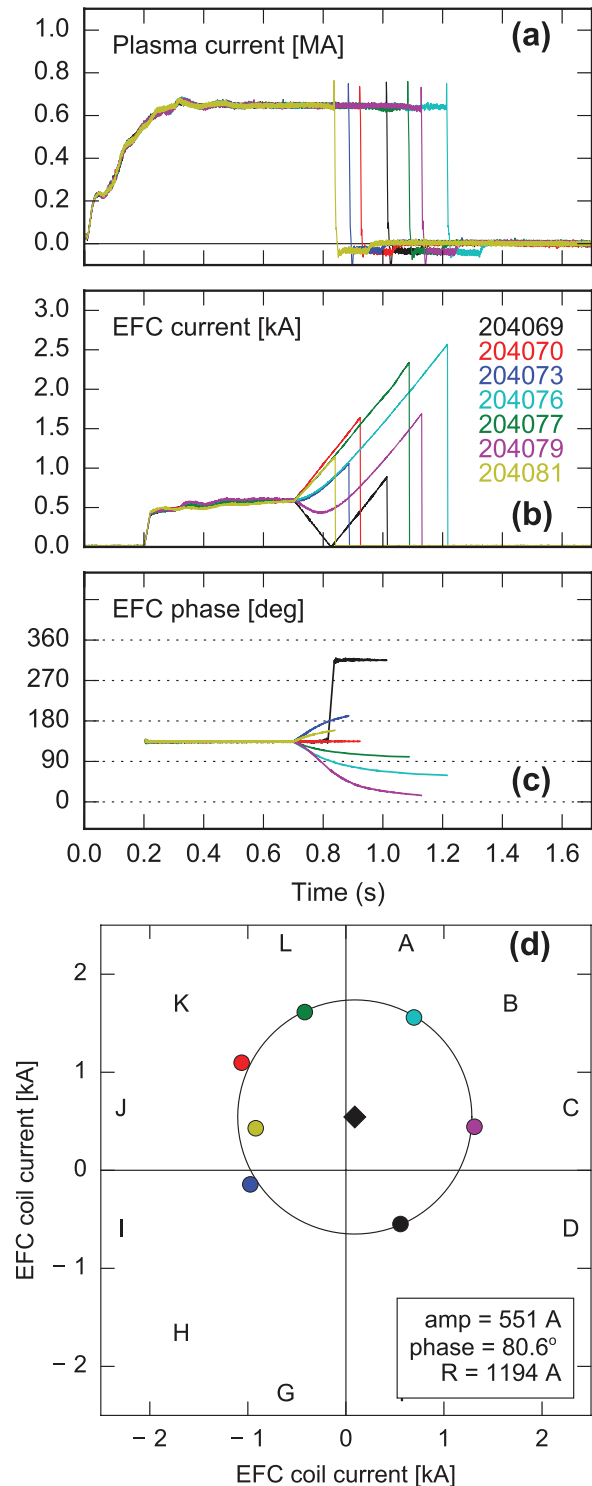 Plasma current [MA]
(a)
1.0
0.8
0.6
0.4
0.2
0.0
EFC current [kA]
3.0
2.5
2.0
1.5
1.0
0.5
0.0
204069
204070
204073
204076
204077
204079
204081
(b)
EFC phase [deg]
360
270
180
90
0
(c)
0.0 0.2 0.4 0.6 0.8 1.0 1.2 1.4 1.6
Time (s)
(d)
L A
K B
J C
I D
H
G
EFC coil current [kA]
2
1
0
− 1
− 2
amp = 551 A
phase = 80.6°
R = 1194 A
− 2 − 1 0 1 2
EFC coil current [kA]